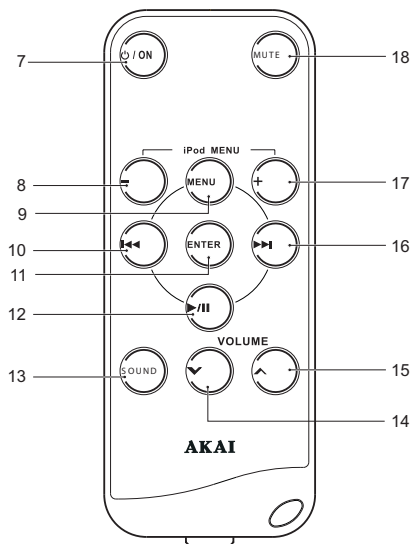 7 ⏻ / ON MUTE 18
iPod MENU
8 − MENU + 17
9
10 I◀◀ ENTER ▶▶I 16
11
12 ▶/II
VOLUME
13 SOUND 15
14
AKAI